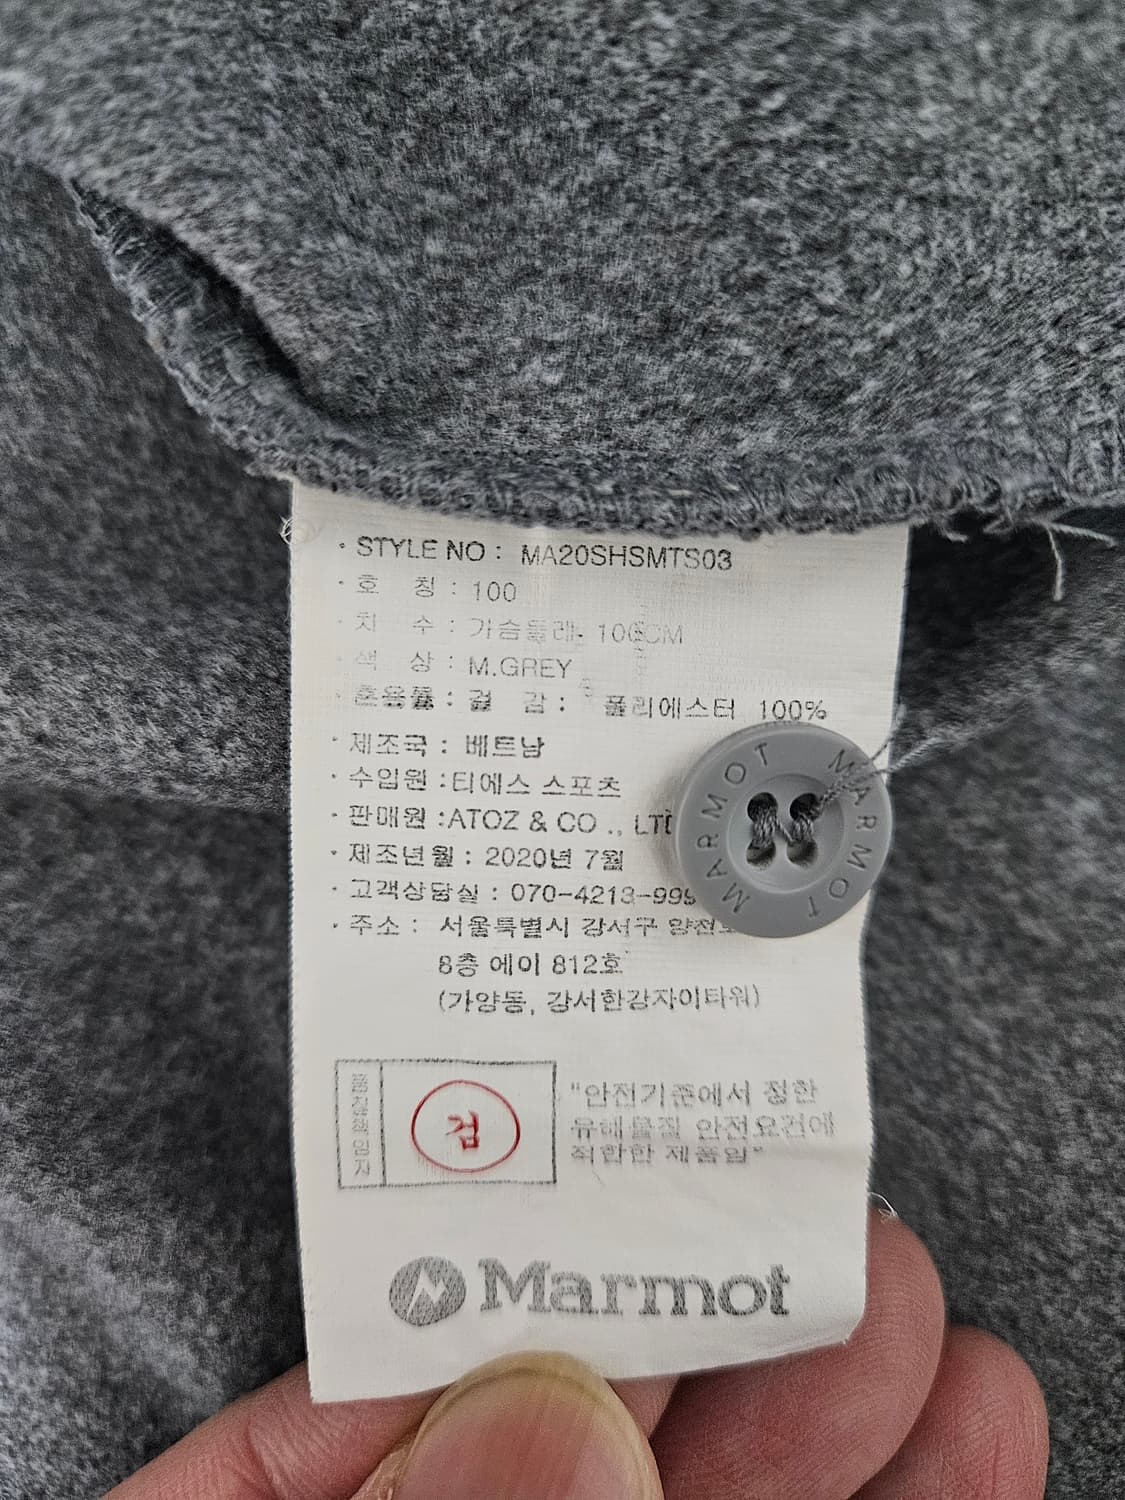 · STYLE NO : MA20SHSMTS03
· 호 칭 : 100
· 치 수 : 가슴둘레- 100CM
· 색 상 : M.GREY
· 혼용률 : 겉 감 : 폴리에스터 100%
· 제조국 : 베트남
· 수입원 :티에스 스포츠
· 판매원 :ATOZ & CO ., LTD
· 제조년월 : 2020년 7월
· 고객상담실 : 070-4213-999
· 주소 : 서울특별시 강서구
8층 에이 812호
(가양동, 강서한강자이타워)
MARMOT MARMOT
품질책임자
검
"안전기준에서 정한
유해물질 안전요건에
적합한 제품임"
Marmot